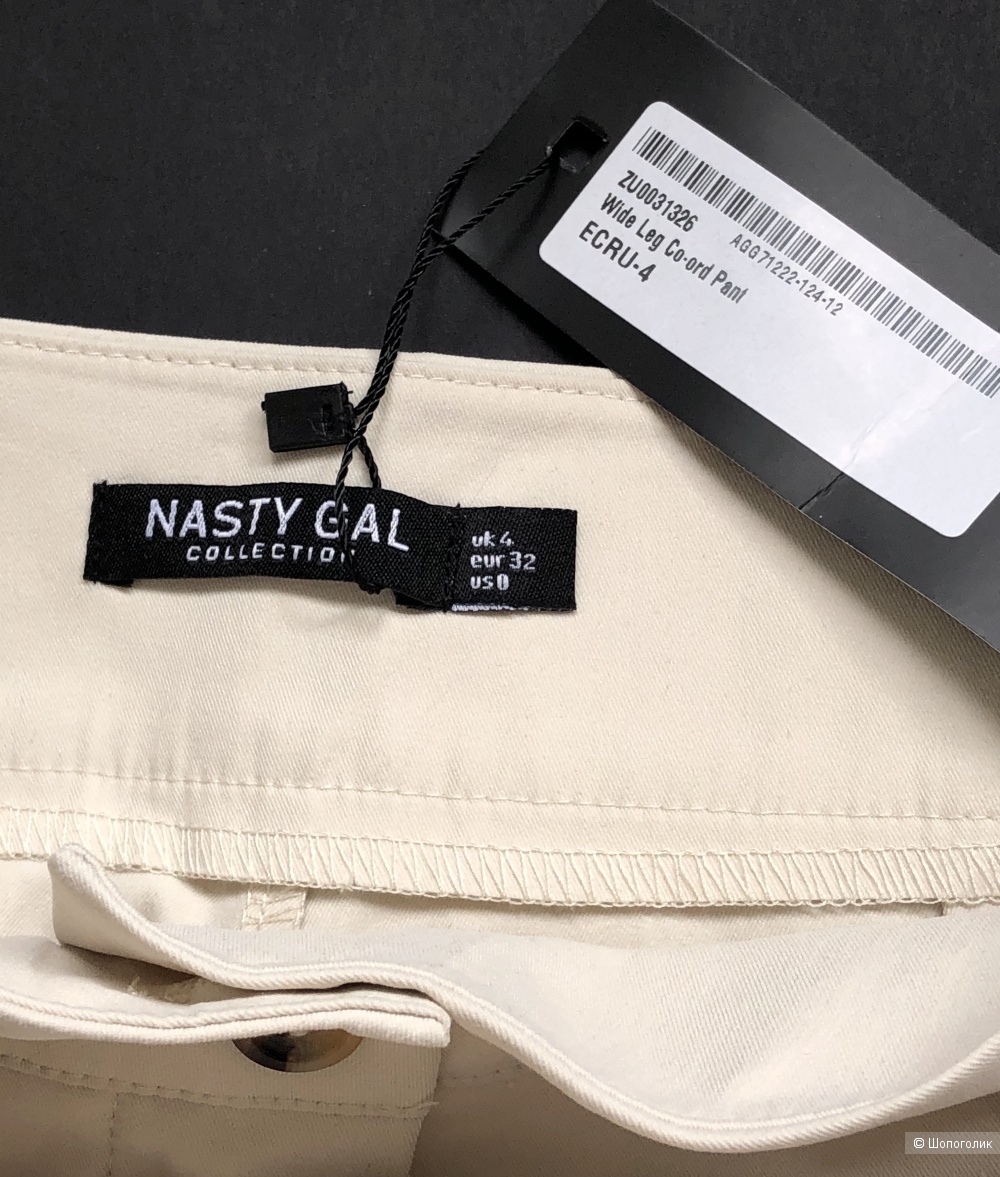 ZU0031326
AGG71222-124-12
Wide Leg Co-ord Pant
ECRU-4
NASTY GAL
COLLECTION
uk 4
eur 32
us 0
© Шопоголик